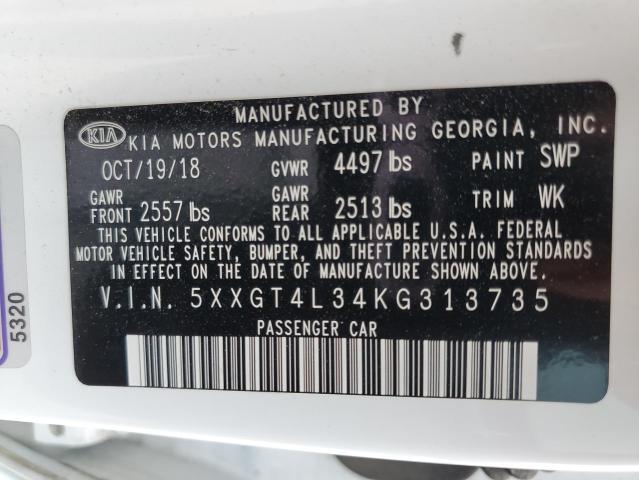 MANUFACTURED BY
KIA KIA MOTORS MANUFACTURING GEORGIA, INC.
OCT/19/18 GVWR 4497 lbs PAINT SWP
GAWR FRONT 2557 lbs GAWR REAR 2513 lbs TRIM WK
THIS VEHICLE CONFORMS TO ALL APPLICABLE U.S.A. FEDERAL
MOTOR VEHICLE SAFETY, BUMPER, AND THEFT PREVENTION STANDARDS
IN EFFECT ON THE DATE OF MANUFACTURE SHOWN ABOVE.
V.I.N. 5XXGT4L34KG313735
PASSENGER CAR
5320